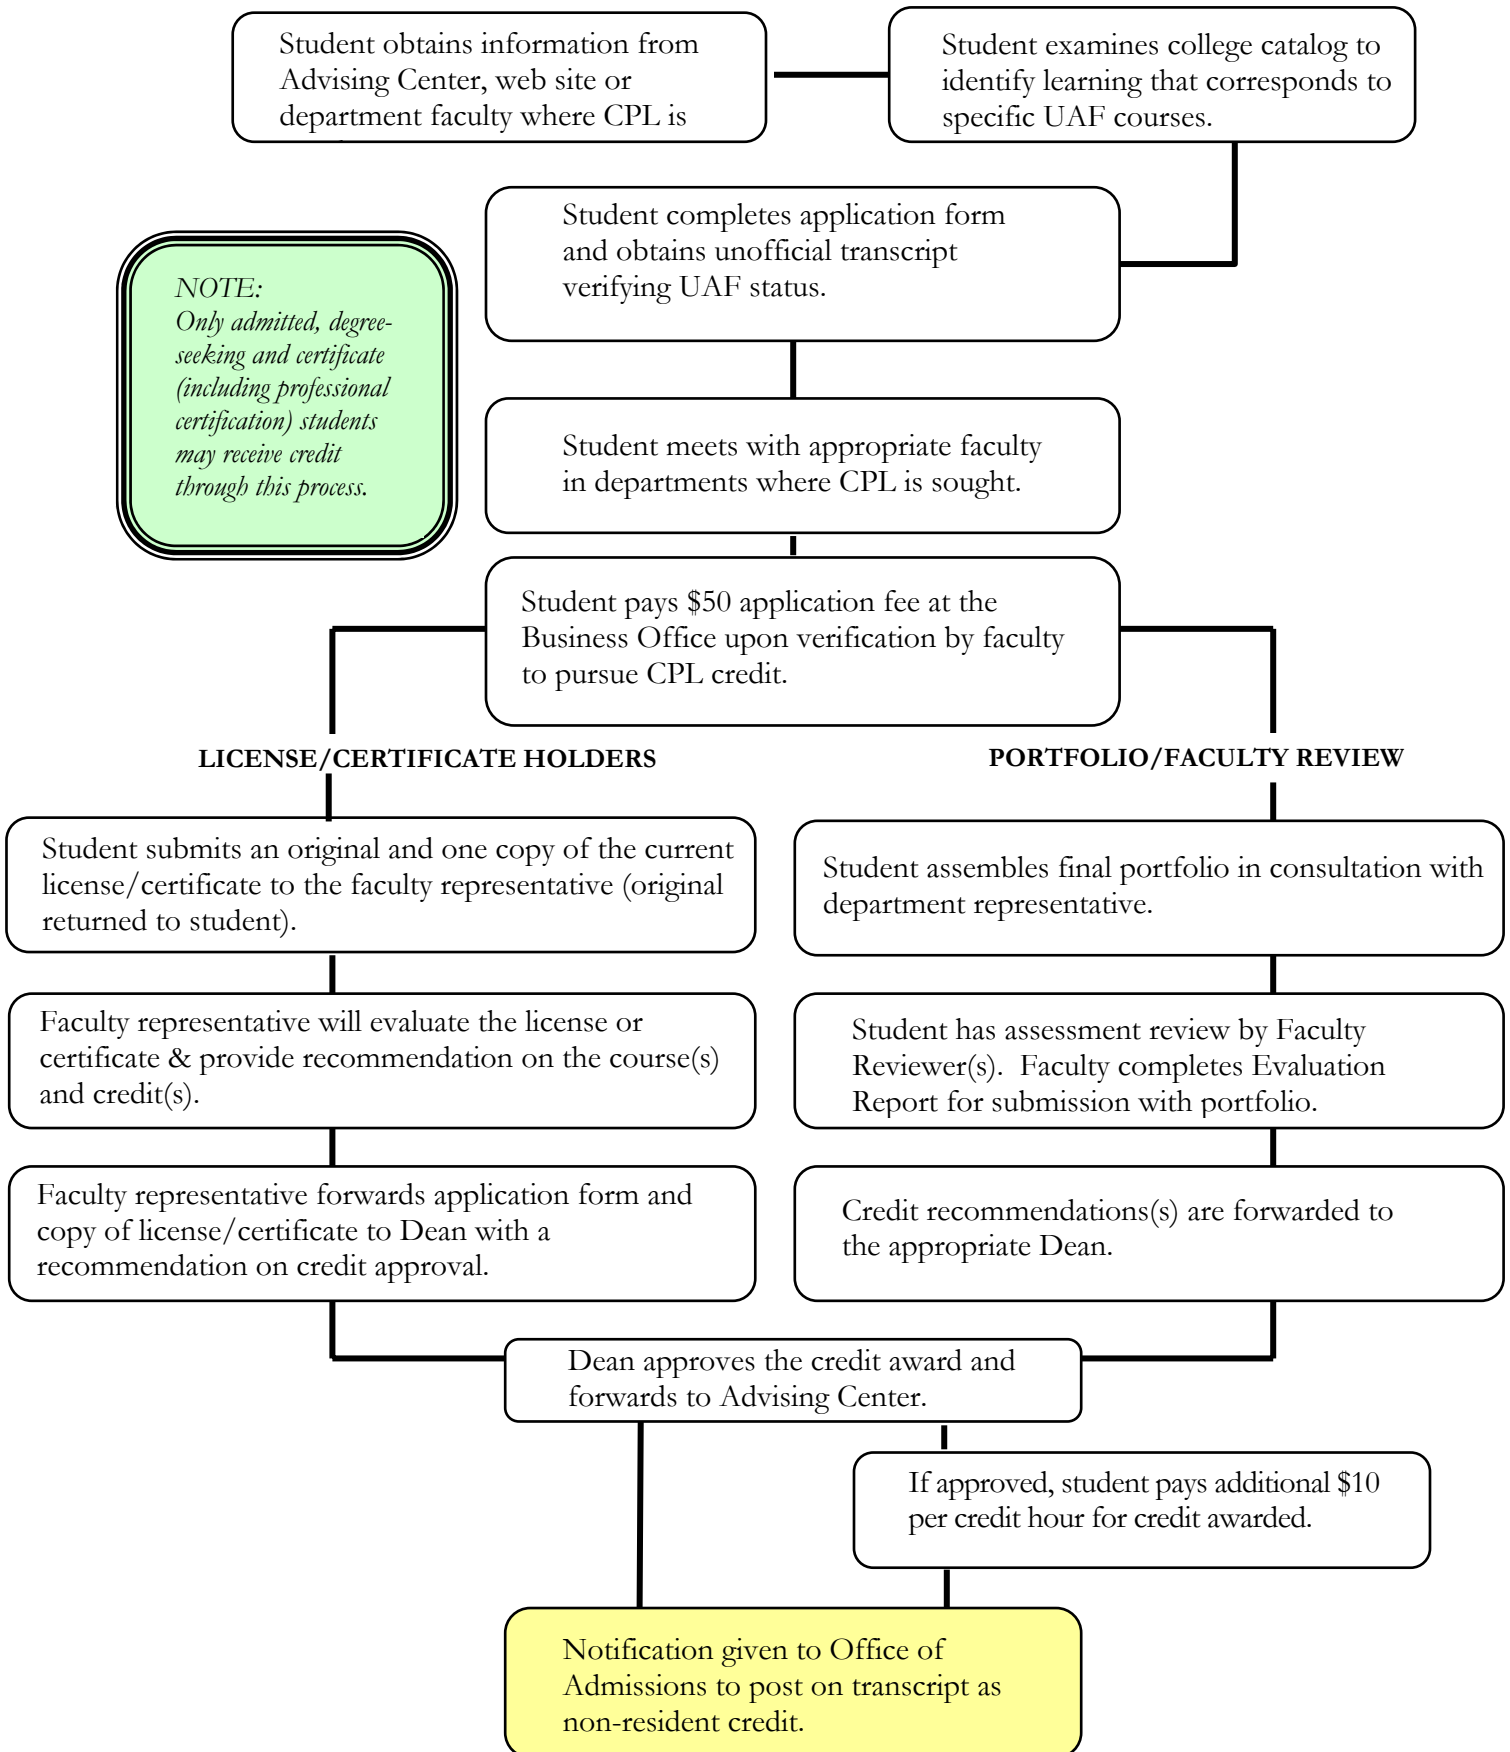 Student obtains information from
Advising Center, web site or
department faculty where CPL is
Student examines college catalog to
identify learning that corresponds to
specific UAF courses.
Student completes application form
and obtains unofficial transcript
verifying UAF status.
NOTE:
Only admitted, degree-
seeking and certificate
(including professional
certification) students
may receive credit
through this process.
Student meets with appropriate faculty
in departments where CPL is sought.
Student pays $50 application fee at the
Business Office upon verification by faculty
to pursue CPL credit.
LICENSE/CERTIFICATE HOLDERS
PORTFOLIO/FACULTY REVIEW
Student submits an original and one copy of the current
license/certificate to the faculty representative (original
returned to student).
Student assembles final portfolio in consultation with
department representative.
Faculty representative will evaluate the license or
certificate & provide recommendation on the course(s)
and credit(s).
Student has assessment review by Faculty
Reviewer(s).  Faculty completes Evaluation
Report for submission with portfolio.
Faculty representative forwards application form and
copy of license/certificate to Dean with a
recommendation on credit approval.
Credit recommendations(s) are forwarded to
the appropriate Dean.
Dean approves the credit award and
forwards to Advising Center.
If approved, student pays additional $10
per credit hour for credit awarded.
Notification given to Office of
Admissions to post on transcript as
non-resident credit.